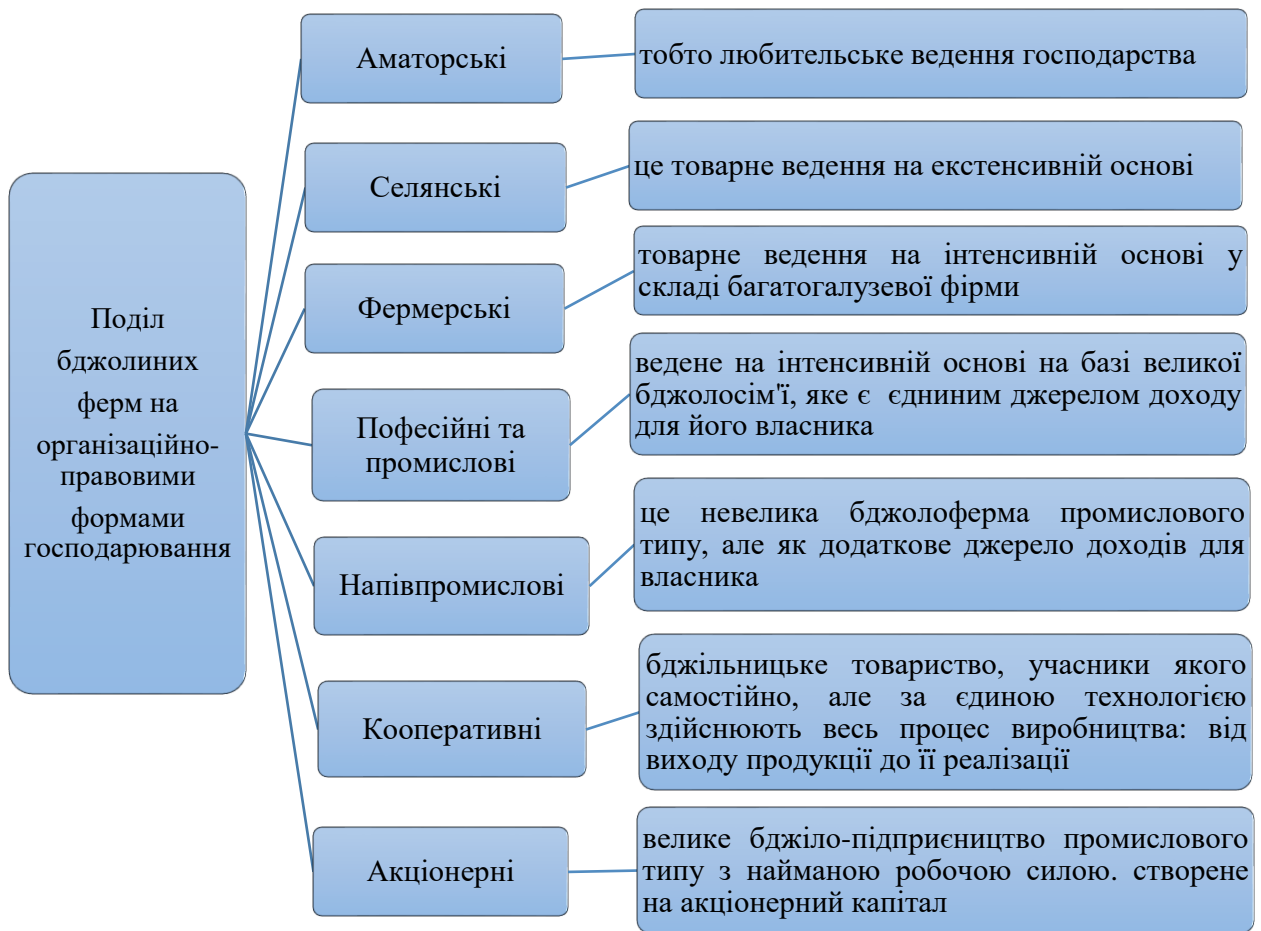 Поділ
бджолиних
ферм на
організаційно-
правовими
формами
господарювання
Аматорські
тобто любительське ведення господарства
Селянські
це товарне ведення на екстенсивній основі
Фермерські
товарне ведення на інтенсивній основі у
складі багатогалузевої фірми
Пофесійні та
промислові
ведене на інтенсивній основі на базі великої
бджолосім'ї, яке є єдниним джерелом доходу
для його власника
Напівпромислові
це невелика бджолоферма промислового
типу, але як додаткове джерело доходів для
власника
Кооперативні
бджільницьке товариство, учасники якого
самостійно, але за єдиною технологією
здійснюють весь процес виробництва: від
виходу продукції до її реалізації
Акціонерні
велике бджіло-підприєництво промислового
типу з найманою робочою силою. створене
на акціонерний капітал